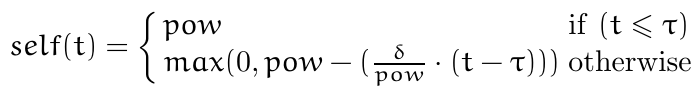 self(t) = { pow if (t ⩽ τ)
max(0, pow − (δ/pow · (t − τ))) otherwise